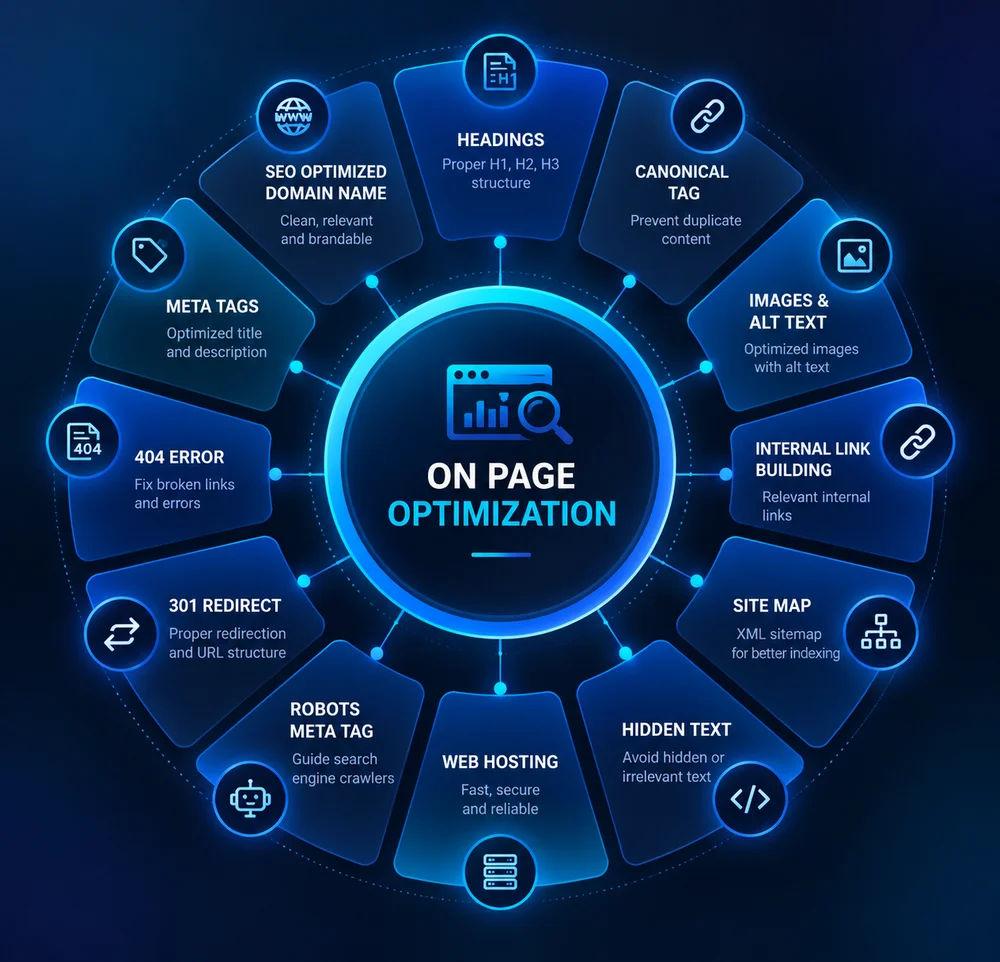 H1
HEADINGS
Proper H1, H2, H3
structure
CANONICAL
TAG
Prevent duplicate
content
IMAGES &
ALT TEXT
Optimized images
with alt text
INTERNAL LINK
BUILDING
Relevant internal
links
SITE MAP
XML sitemap
for better indexing
HIDDEN TEXT
Avoid hidden or
irrelevant text
WEB HOSTING
Fast, secure
and reliable
ROBOTS
META TAG
Guide search
engine crawlers
301 REDIRECT
Proper redirection
and URL structure
404
404 ERROR
Fix broken links
and errors
META TAGS
Optimized title
and description
WWW
SEO OPTIMIZED
DOMAIN NAME
Clean, relevant
and brandable
ON PAGE
OPTIMIZATION